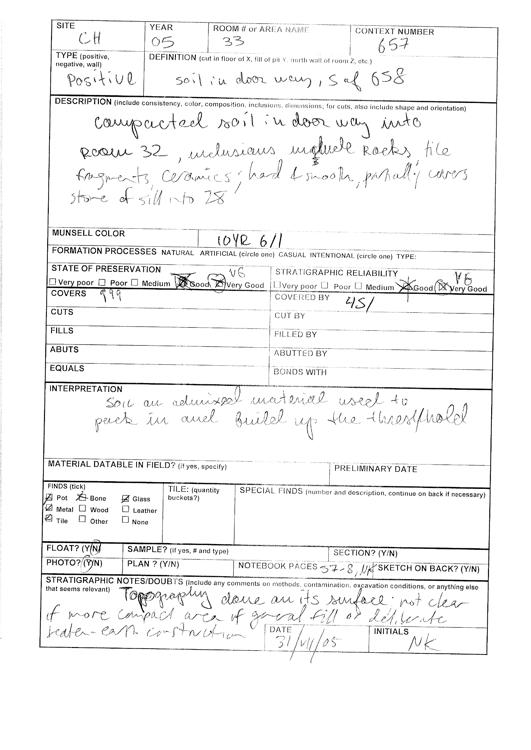 SITE CH YEAR 05 ROOM # or AREA NAME 33 CONTEXT NUMBER 657
TYPE (positive, negative, wall) Positive
DEFINITION (cut in floor of X, fill of pit Y, north wall of room Z, etc.)
soil in door way, S of 658
DESCRIPTION (include consistency, color, composition, inclusions, dimensions, for cuts, also include shape and orientation)
compacted soil in door way into
Room 32, inclusions include Rocks, tile
fragments, ceramics; hard & smooth, partially covers
stone of sill into 28
MUNSELL COLOR 10YR 6/1
FORMATION PROCESSES NATURAL ARTIFICIAL (circle one) CASUAL INTENTIONAL (circle one) TYPE:
STATE OF PRESERVATION VG
Very poor Poor Medium Good Very Good
STRATIGRAPHIC RELIABILITY VG
Very poor Poor Medium Good Very Good
COVERS 999 COVERED BY 451
CUTS CUT BY
FILLS FILLED BY
ABUTS ABUTTED BY
EQUALS BONDS WITH
INTERPRETATION
Soil an admixed material used to
pack in and build up the threshold
MATERIAL DATABLE IN FIELD? (if yes, specify) PRELIMINARY DATE
FINDS (tick)
Pot Bone Glass
Metal Wood Leather
Tile Other None
TILE: (quantity buckets?)
SPECIAL FINDS (number and description, continue on back if necessary)
FLOAT? (Y/N) SAMPLE? (if yes, # and type) SECTION? (Y/N)
PHOTO? (Y/N) PLAN ? (Y/N) NOTEBOOK PAGES 57-8, NK SKETCH ON BACK? (Y/N)
STRATIGRAPHIC NOTES/DOUBTS (Include any comments on methods, contamination, excavation conditions, or anything else that seems relevant)
Topography done on its surface: not clear
if more compact area of general fill or deliberate
beaten-earth construction
DATE 31/VII/05 INITIALS NK